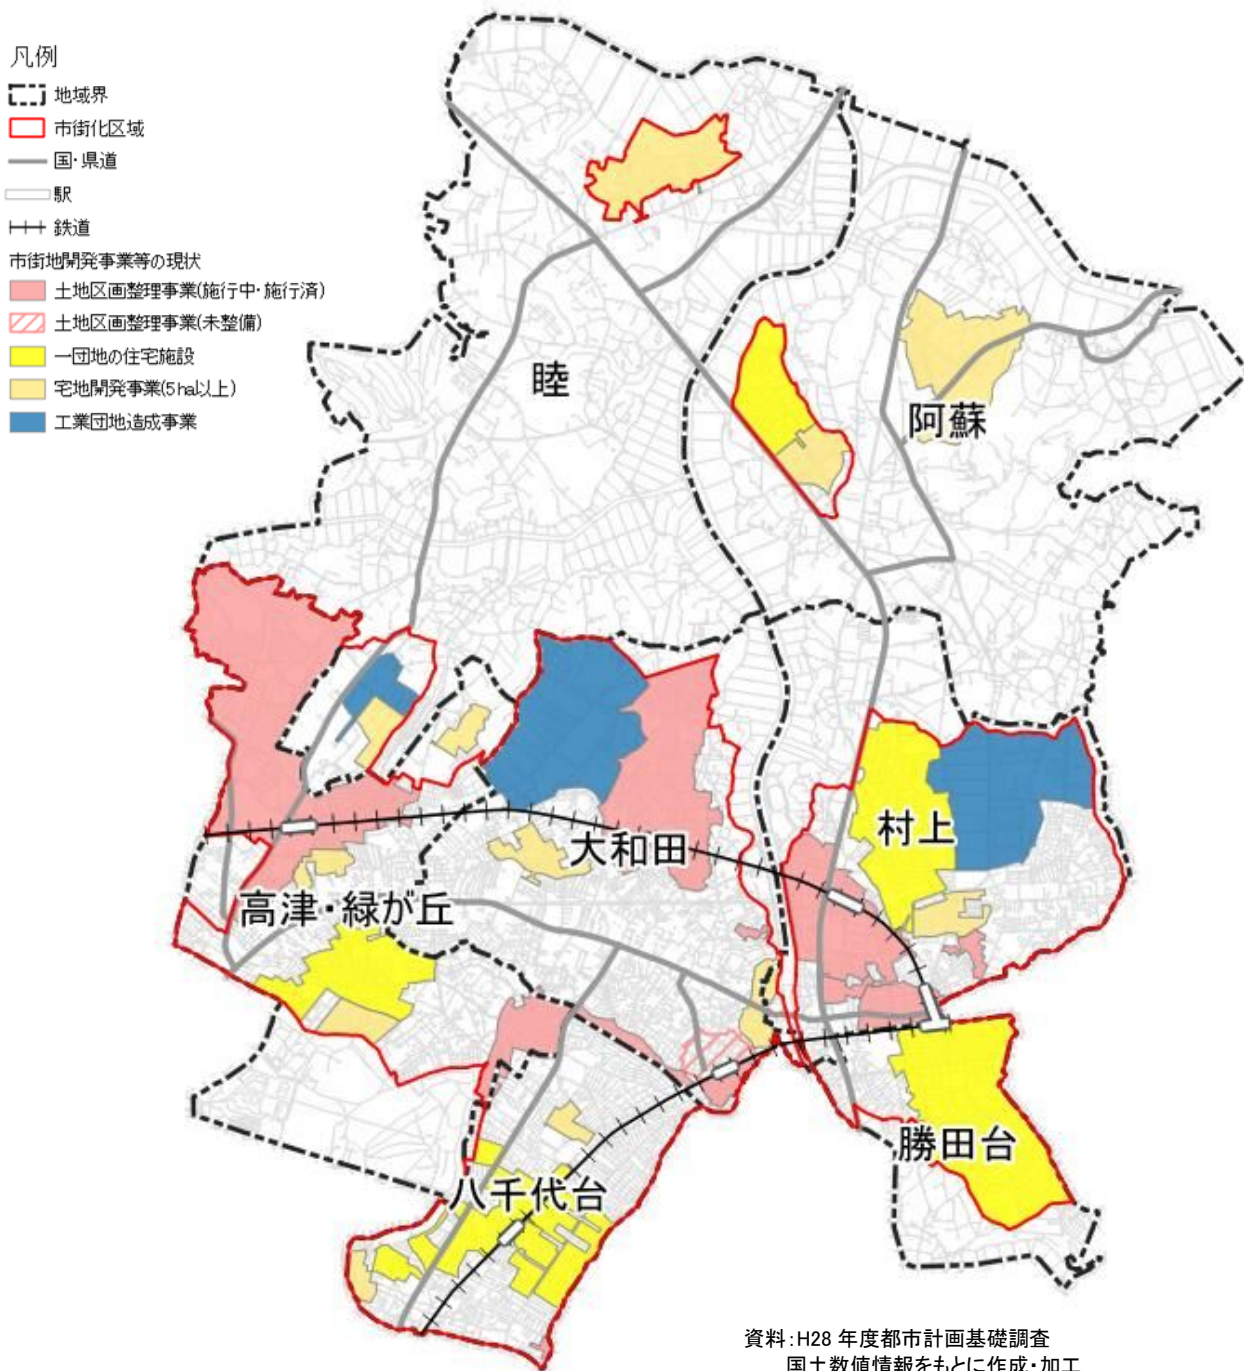 凡例
地域界
市街化区域
国・県道
駅
鉄道
市街地開発事業等の現状
土地区画整理事業(施行中・施行済)
土地区画整理事業(未整備)
一団地の住宅施設
宅地開発事業(5ha以上)
工業団地造成事業
睦
阿蘇
村上
大和田
高津・緑が丘
勝田台
八千代台
資料:H28 年度都市計画基礎調査
国土数値情報をもとに作成・加工